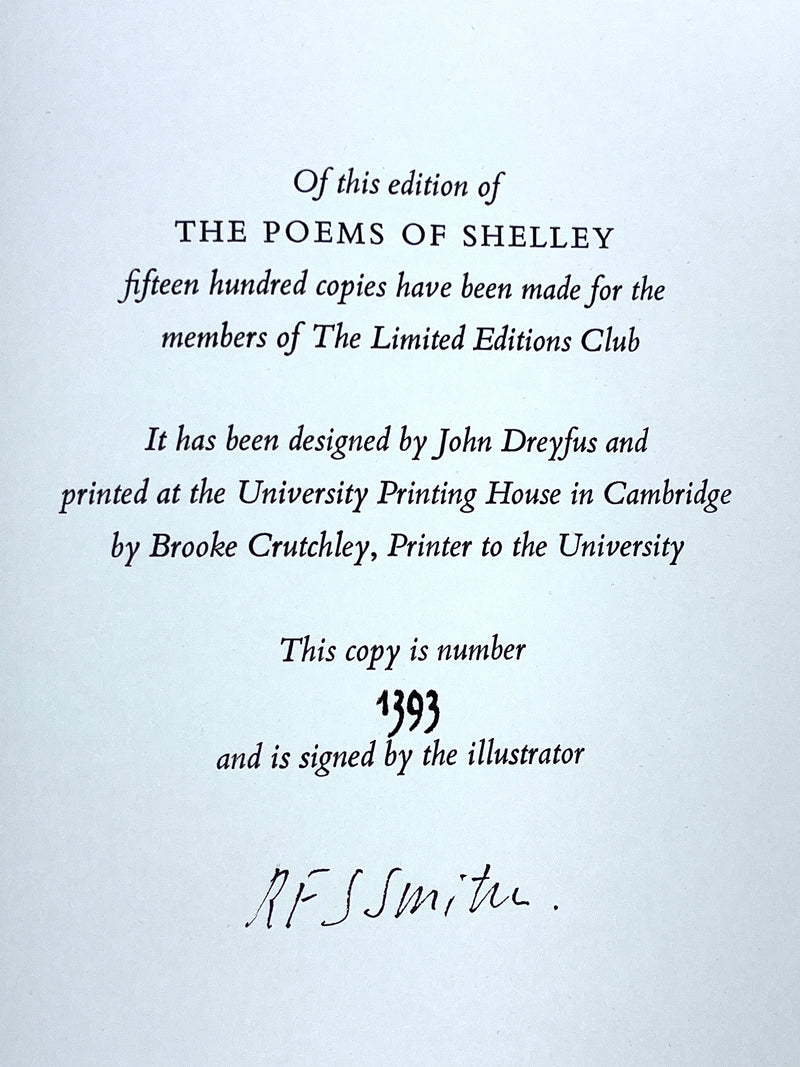 Of this edition of
THE POEMS OF SHELLEY
fifteen hundred copies have been made for the
members of The Limited Editions Club
It has been designed by John Dreyfus and
printed at the University Printing House in Cambridge
by Brooke Crutchley, Printer to the University
This copy is number
1393
and is signed by the illustrator
RFSSmith.